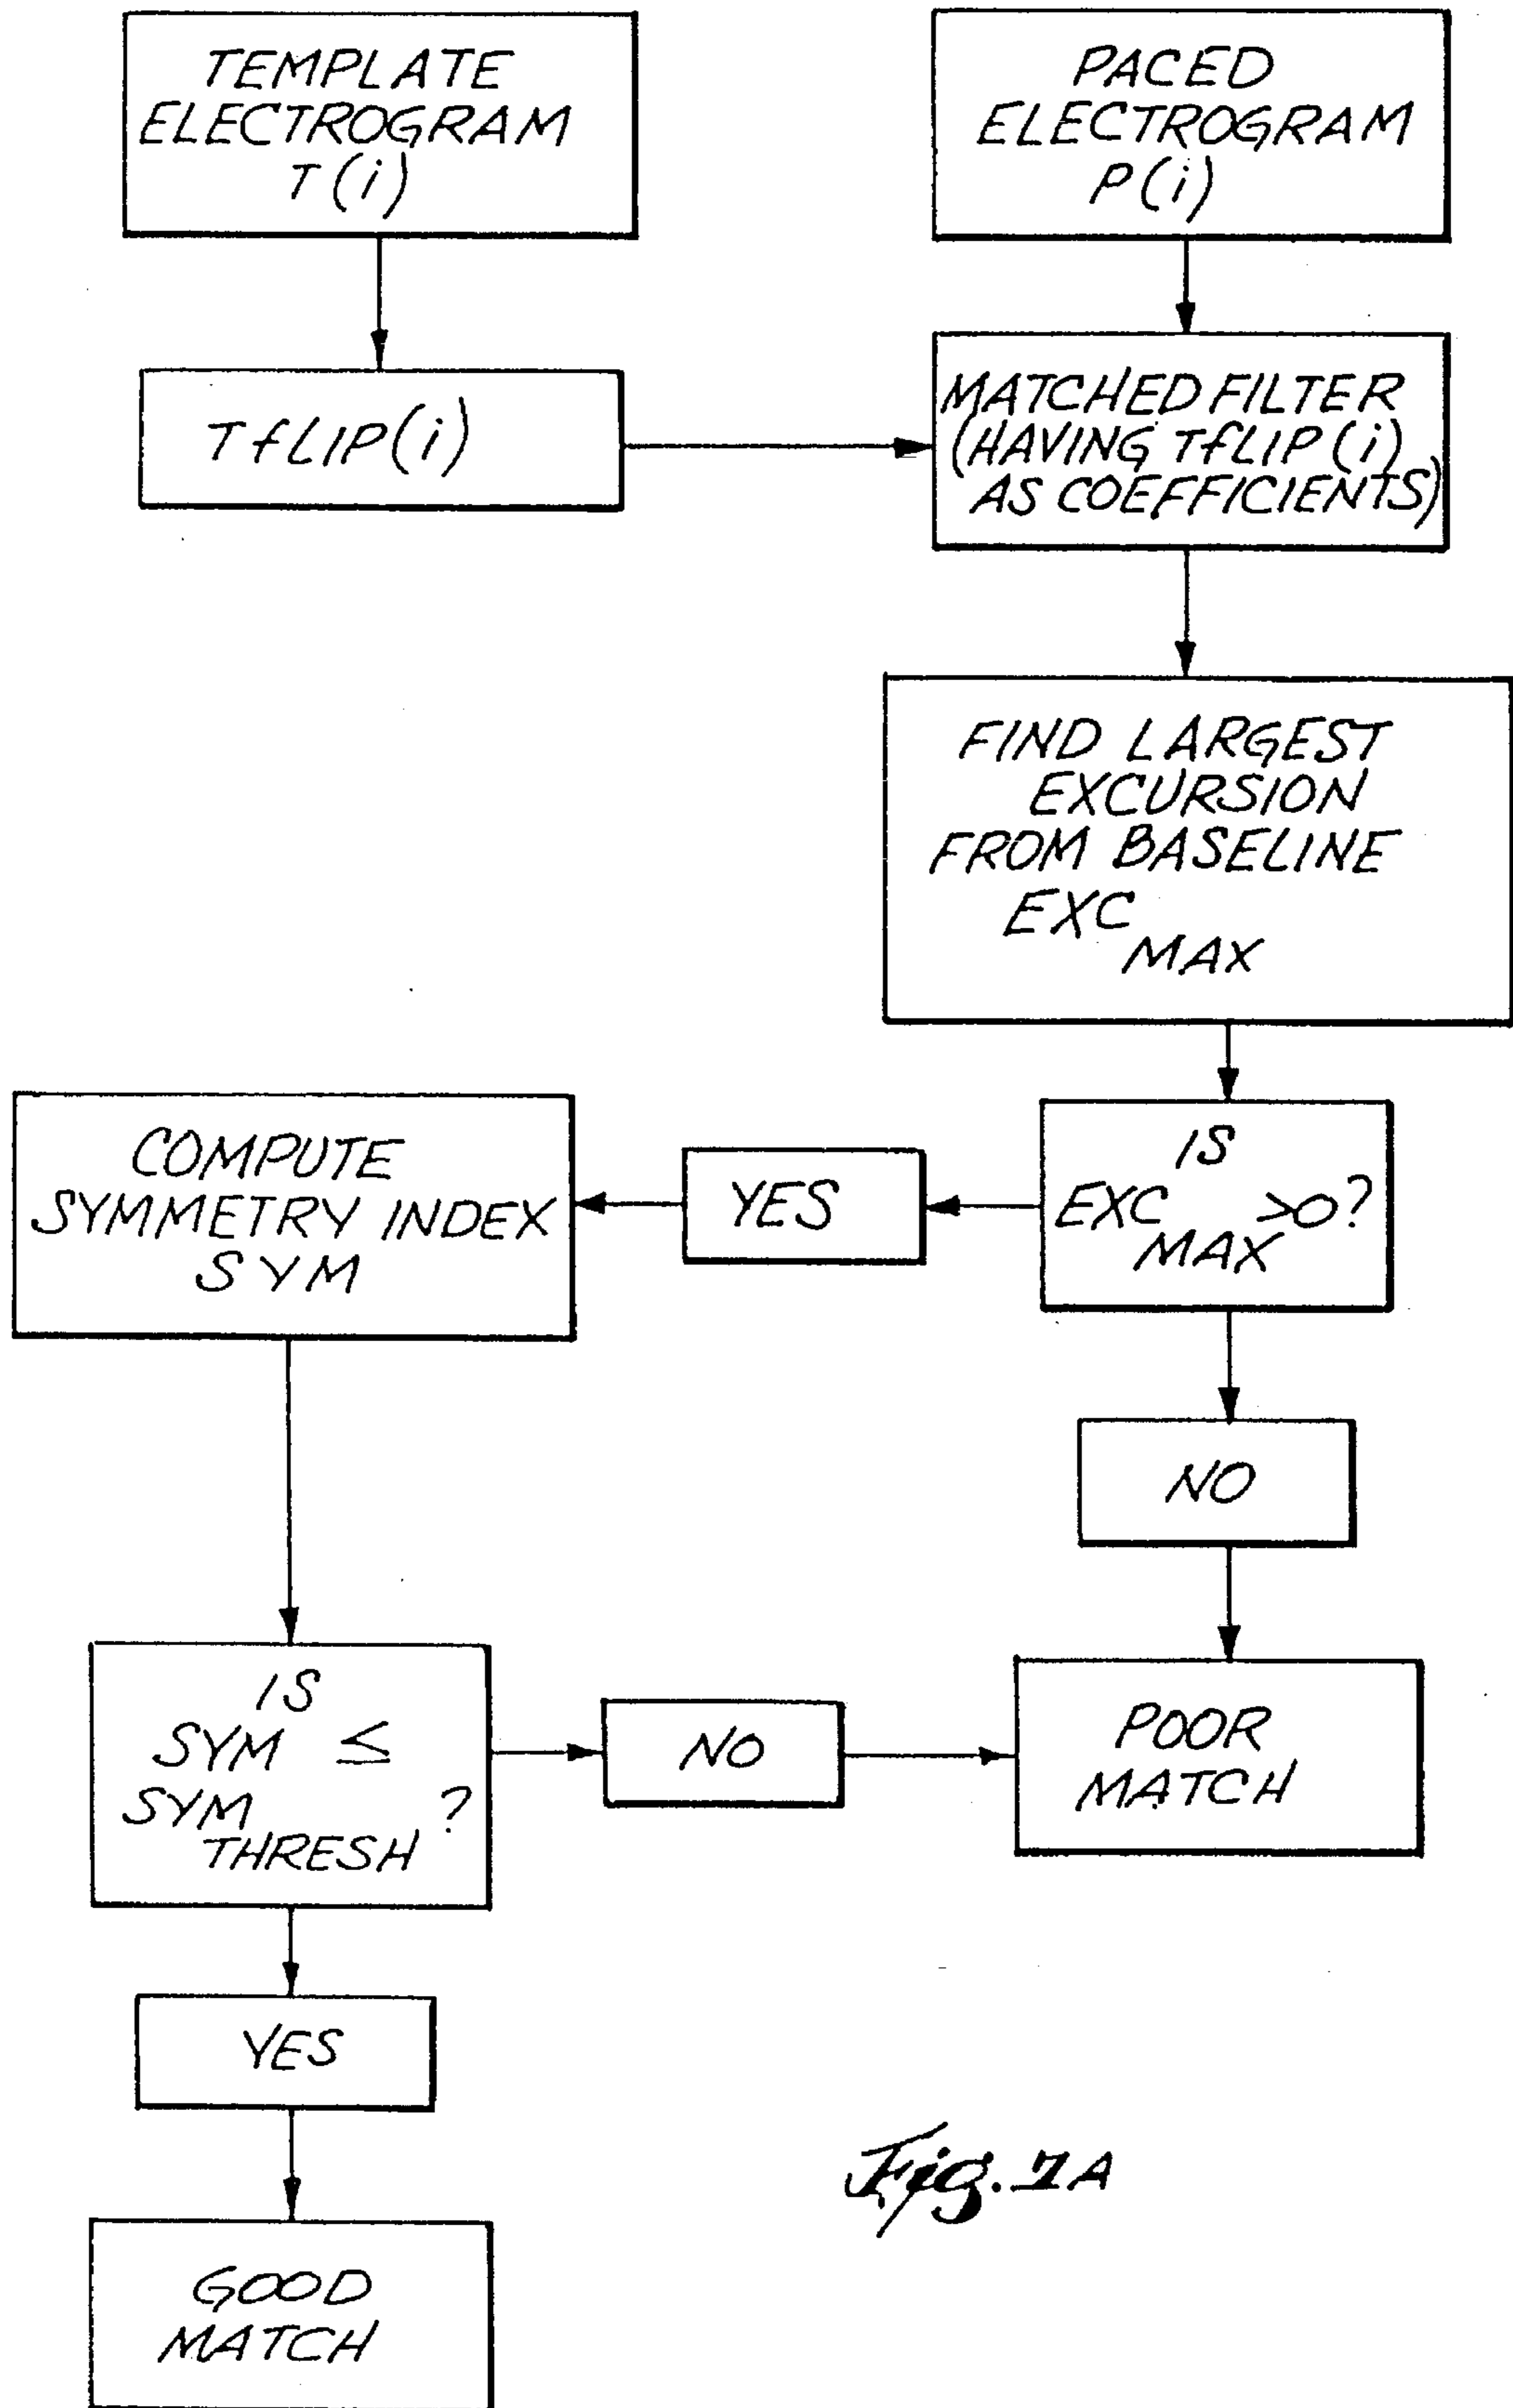 TEMPLATE
ELECTROGRAM
T(i)
PACED
ELECTROGRAM
P(i)
TfLIP(i)
MATCHED FILTER
(HAVING TfLIP(i)
AS COEFFICIENTS)
FIND LARGEST
EXCURSION
FROM BASELINE
EXC
MAX
IS
EXC >0?
MAX
YES
COMPUTE
SYMMETRY INDEX
SYM
NO
IS
SYM ≤
SYM ?
THRESH
NO
POOR
MATCH
YES
GOOD
MATCH
Fig. 7A